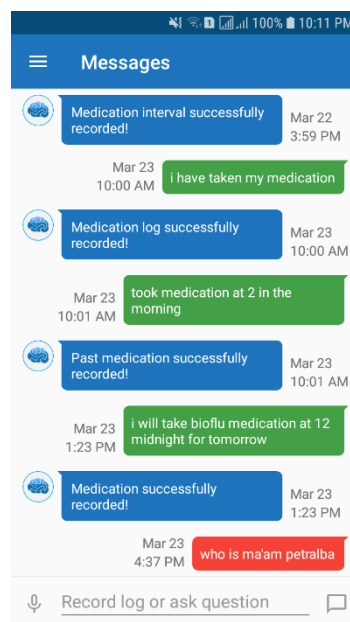 100% 10:11 PM
Messages
Medication interval successfully
recorded!
Mar 22
3:59 PM
Mar 23
10:00 AM
i have taken my medication
Medication log successfully
recorded!
Mar 23
10:00 AM
Mar 23
10:01 AM
took medication at 2 in the
morning
Past medication successfully
recorded!
Mar 23
10:01 AM
Mar 23
1:23 PM
i will take bioflu medication at 12
midnight for tomorrow
Medication successfully
recorded!
Mar 23
1:23 PM
Mar 23
4:37 PM
who is ma'am petralba
Record log or ask question